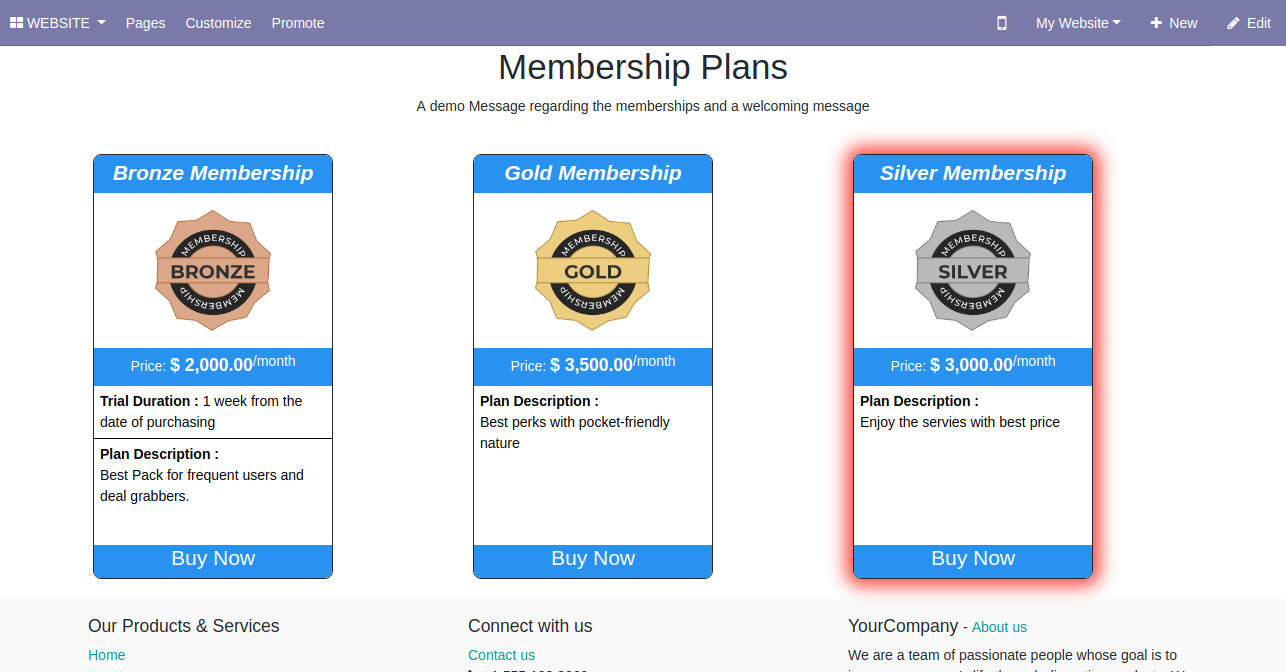 WEBSITE Pages Customize Promote My Website New Edit
Membership Plans
A demo Message regarding the memberships and a welcoming message
Bronze Membership
MEMBERSHIP
BRONZE
MEMBERSHIP
Price: $ 2,000.00/month
Trial Duration : 1 week from the
date of purchasing
Plan Description :
Best Pack for frequent users and
deal grabbers.
Buy Now
Gold Membership
MEMBERSHIP
GOLD
MEMBERSHIP
Price: $ 3,500.00/month
Plan Description :
Best perks with pocket-friendly
nature
Buy Now
Silver Membership
MEMBERSHIP
SILVER
MEMBERSHIP
Price: $ 3,000.00/month
Plan Description :
Enjoy the servies with best price
Buy Now
Our Products & Services
Home
Connect with us
Contact us
YourCompany - About us
We are a team of passionate people whose goal is to